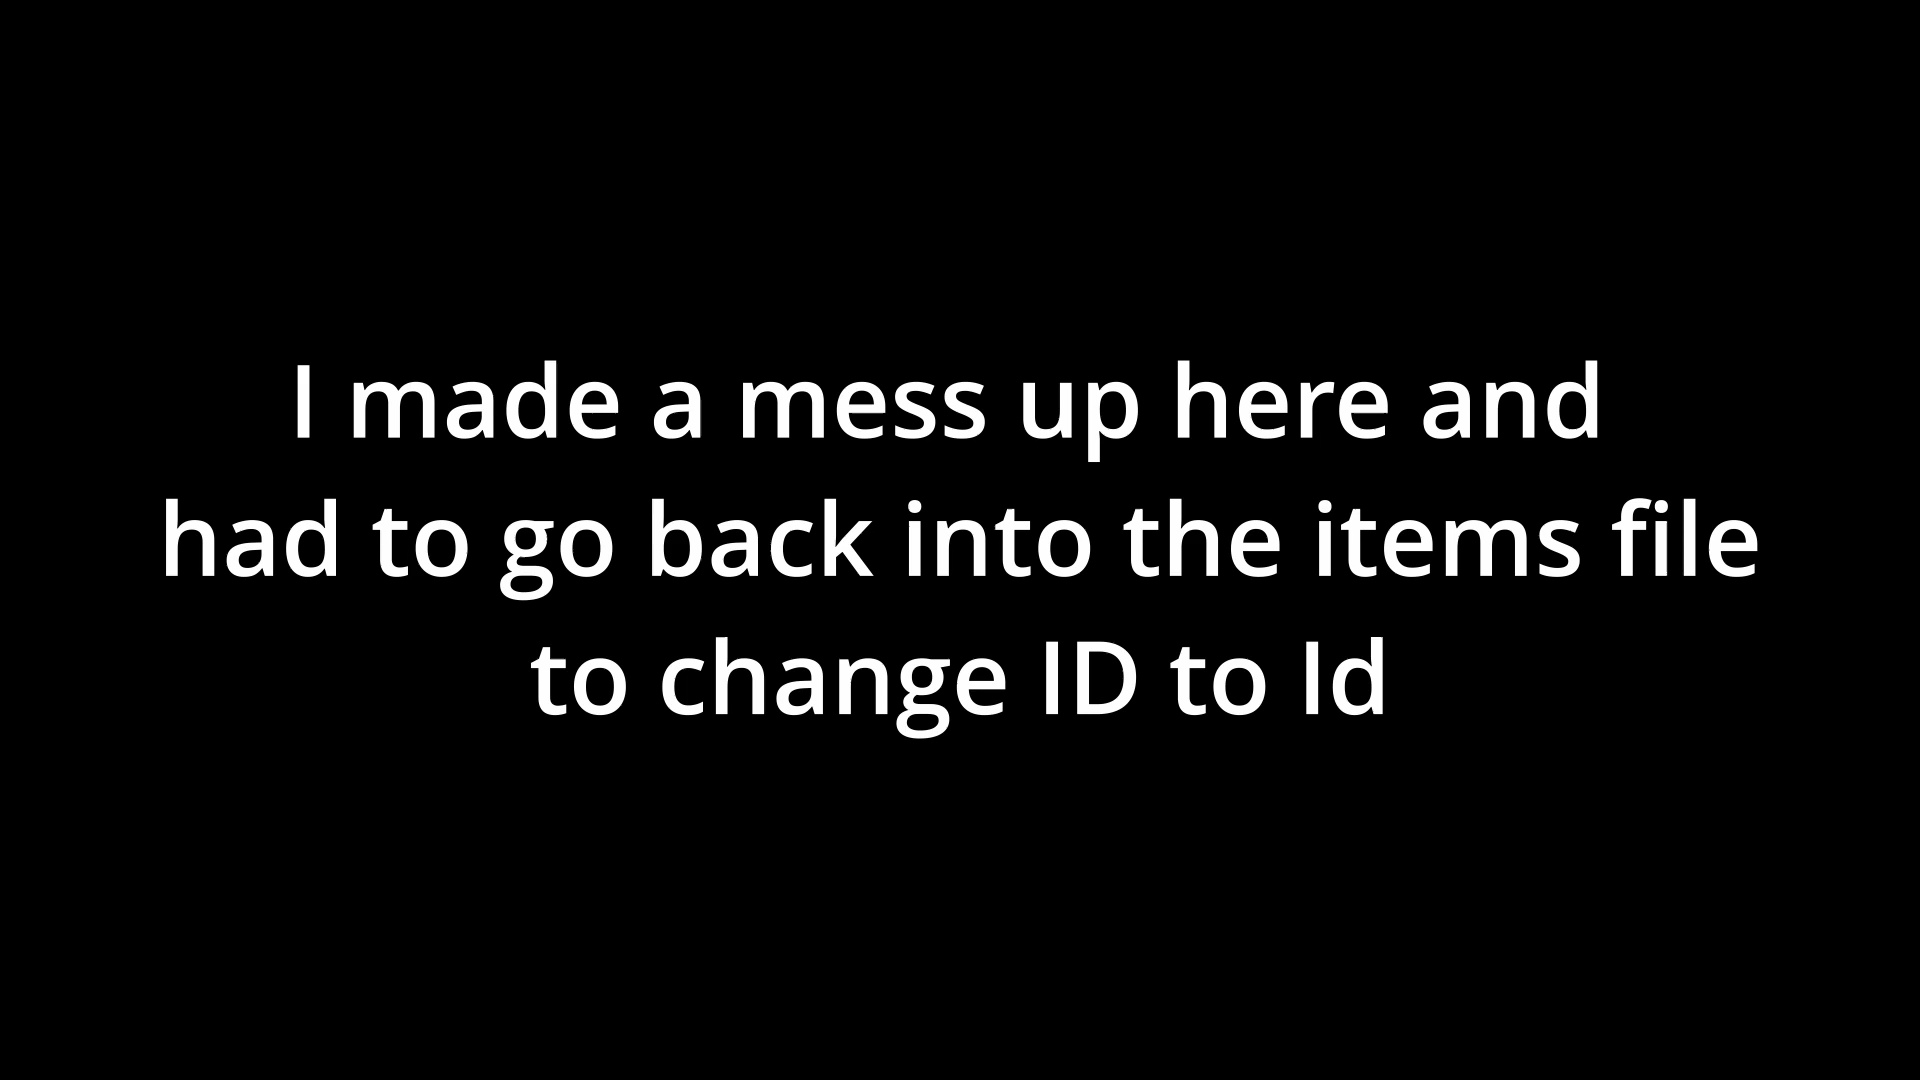 I made a mess up here and
had to go back into the items file
to change ID to Id